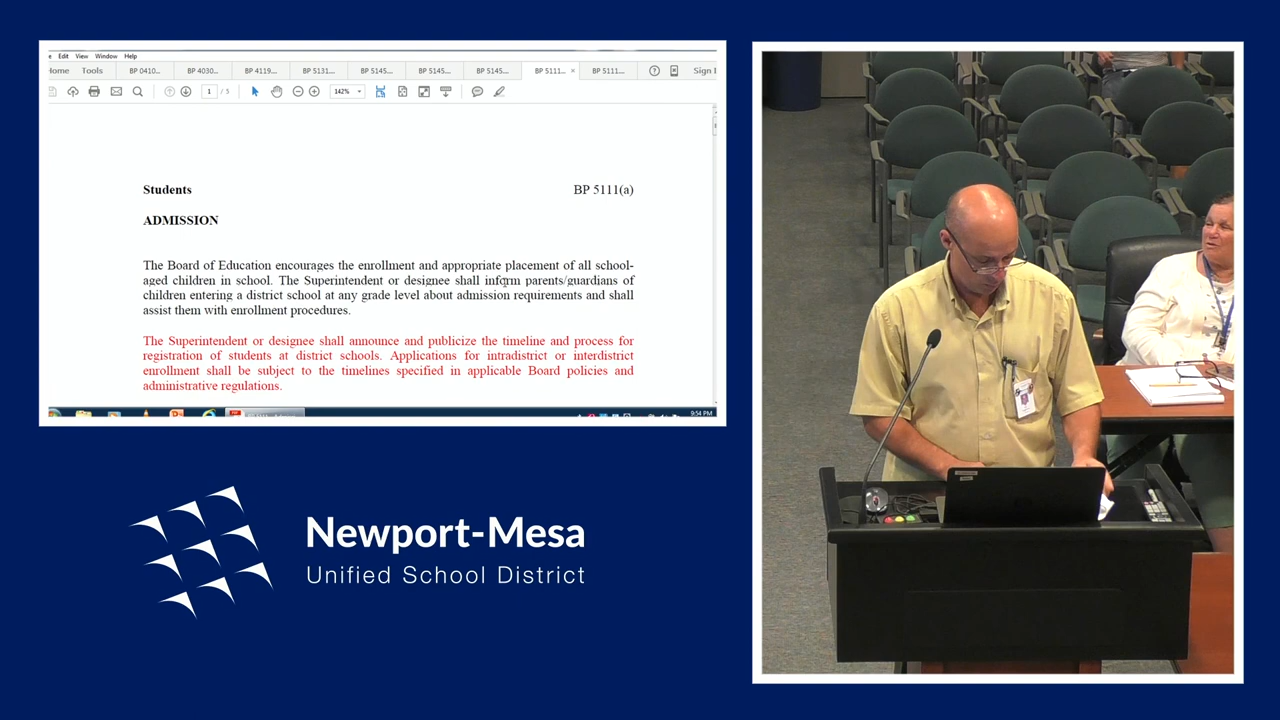 Edit View Window Help
Home Tools BP 0410... BP 4030... BP 4119... BP 5131... BP 5145... BP 5145... BP 5145... BP 5111... × BP 5111... Sign I
1 / 5 142%
Students BP 5111(a)
ADMISSION
The Board of Education encourages the enrollment and appropriate placement of all school-
aged children in school. The Superintendent or designee shall inform parents/guardians of
children entering a district school at any grade level about admission requirements and shall
assist them with enrollment procedures.
The Superintendent or designee shall announce and publicize the timeline and process for
registration of students at district schools. Applications for intradistrict or interdistrict
enrollment shall be subject to the timelines specified in applicable Board policies and
administrative regulations.
9:54 PM
Newport-Mesa
Unified School District